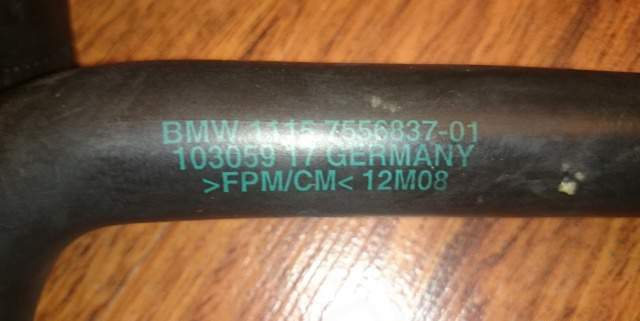 BMW 1115 7556837-01
103059 17 GERMANY
>FPM/CM< 12M08